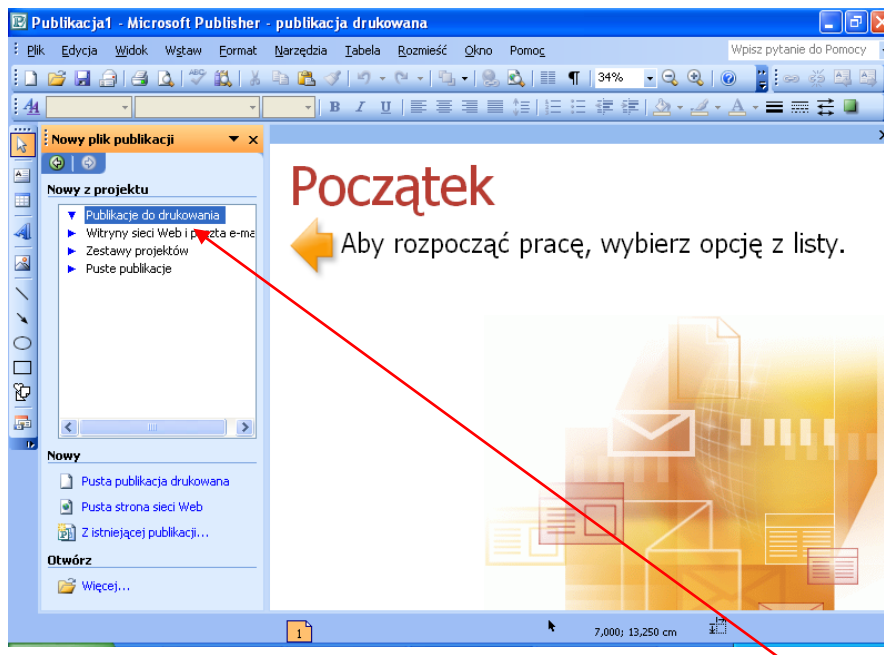 Publikacja1 - Microsoft Publisher - publikacja drukowana
Plik Edycja Widok Wstaw Format Narzędzia Tabela Rozmieść Okno Pomoc Wpisz pytanie do Pomocy
34%
B I U
Nowy plik publikacji
Nowy z projektu
Publikacje do drukowania
Witryny sieci Web i poczta e-ma
Zestawy projektów
Puste publikacje
Nowy
Pusta publikacja drukowana
Pusta strona sieci Web
Z istniejącej publikacji...
Otwórz
Więcej...
Początek
Aby rozpocząć pracę, wybierz opcję z listy.
1
7,000; 13,250 cm